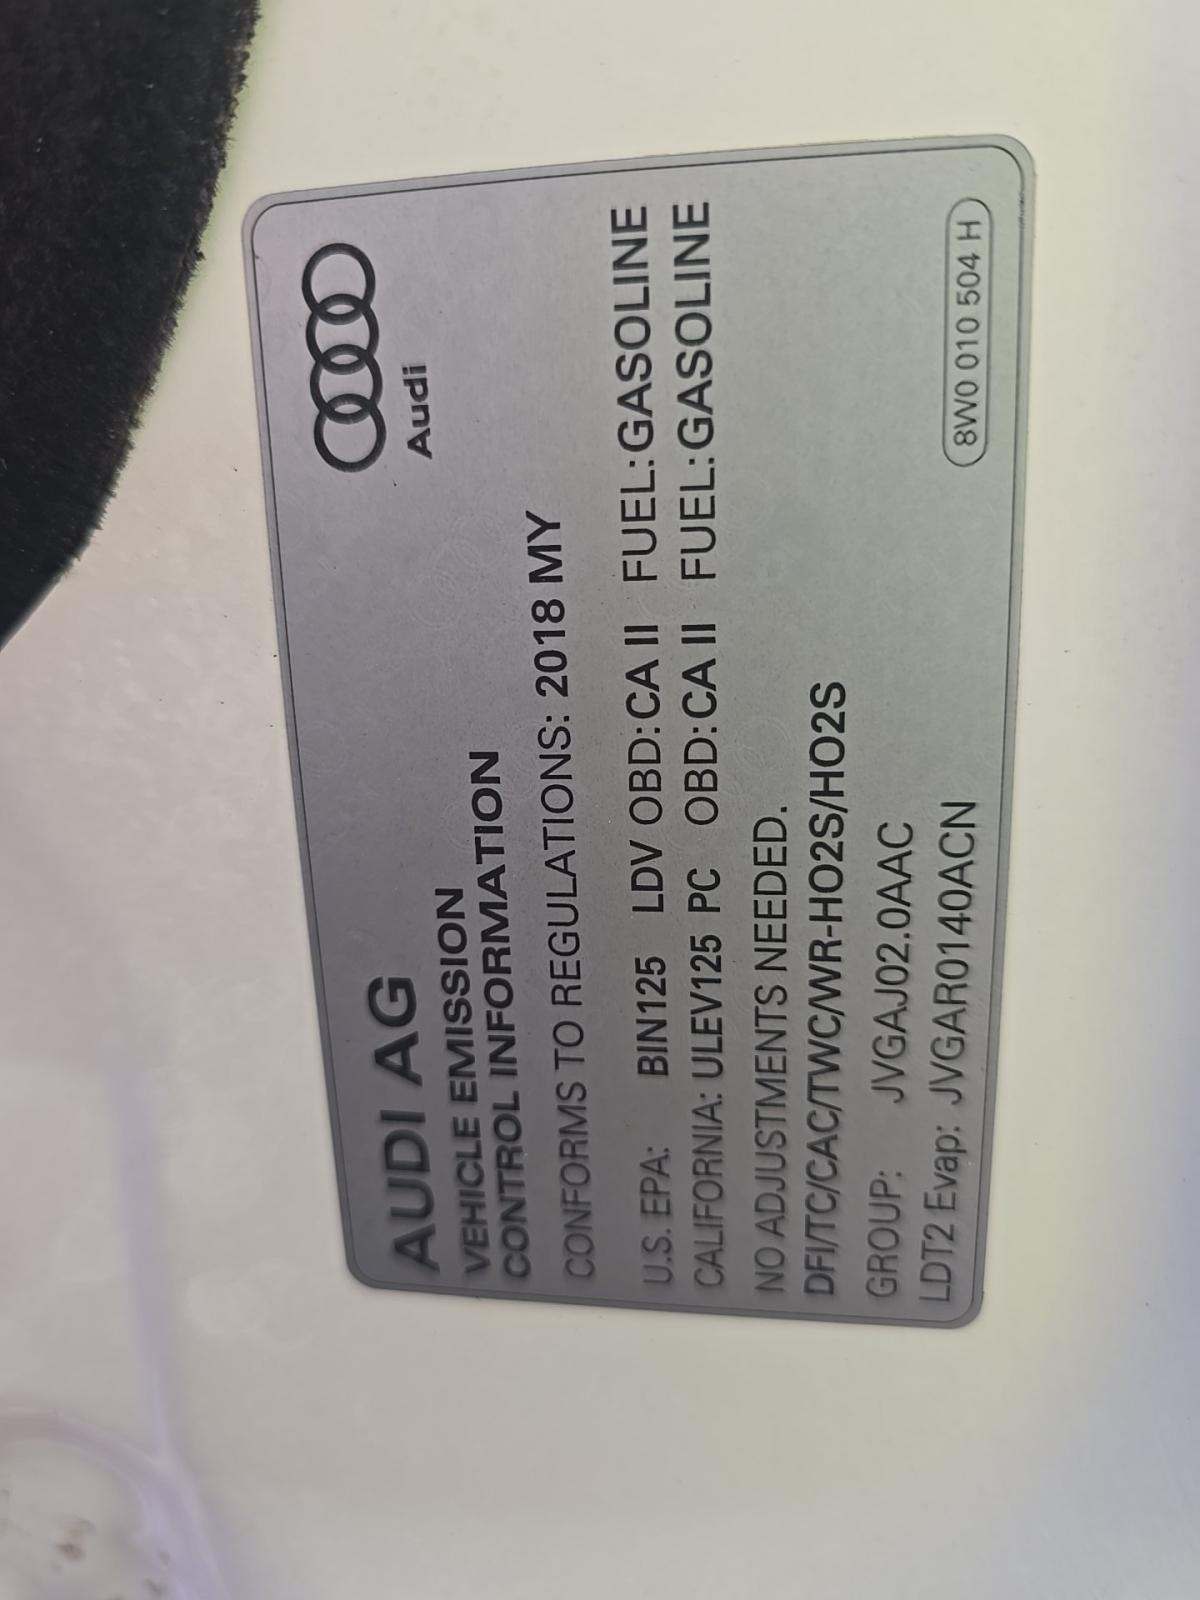 AUDI AG
Audi
VEHICLE EMISSION
CONTROL INFORMATION
CONFORMS TO REGULATIONS: 2018 MY
U.S. EPA: BIN125 LDV OBD:CA II FUEL:GASOLINE
CALIFORNIA: ULEV125 PC OBD:CA II FUEL:GASOLINE
NO ADJUSTMENTS NEEDED.
DFI/TC/CAC/TWC/WR-HO2S/HO2S
GROUP: JVGAJ02.0AAC
LDT2 Evap: JVGAR0140ACN
8W0 010 504 H